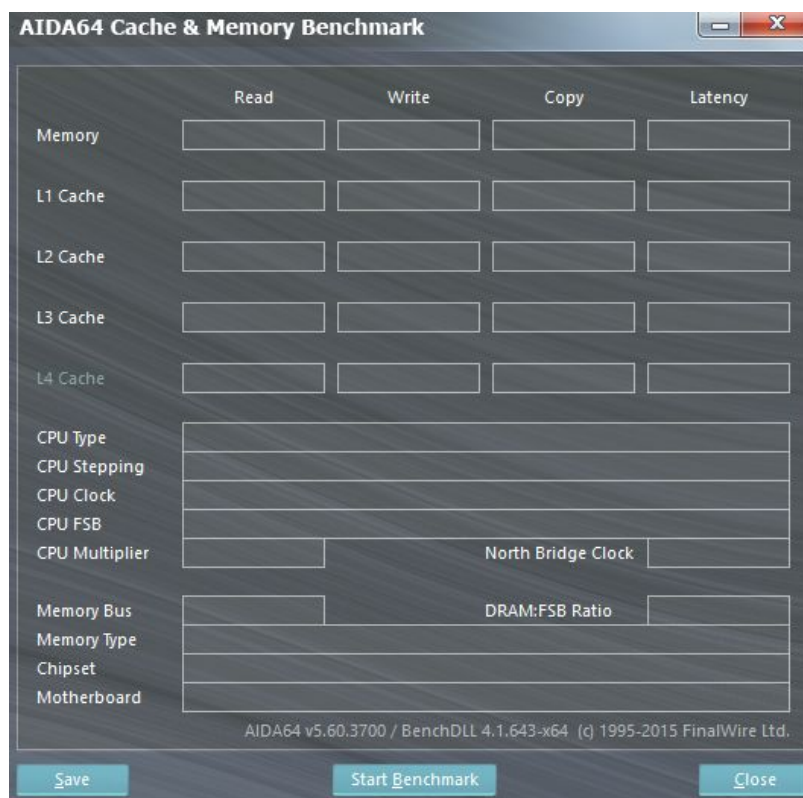 AIDA64 Cache & Memory Benchmark
Read Write Copy Latency
Memory
L1 Cache
L2 Cache
L3 Cache
L4 Cache
CPU Type
CPU Stepping
CPU Clock
CPU FSB
CPU Multiplier North Bridge Clock
Memory Bus DRAM:FSB Ratio
Memory Type
Chipset
Motherboard
AIDA64 v5.60.3700 / BenchDLL 4.1.643-x64 (c) 1995-2015 FinalWire Ltd.
Save Start Benchmark Close